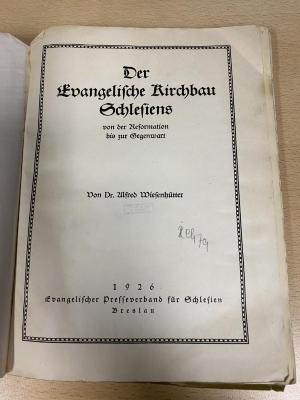 Der
Evangelische Kirchbau
Schlesiens
von der Reformation
bis zur Gegenwart
Von Dr. Alfred Wiesenhütter
1926
Evangelischer Presseverband für Schlesien
Breslau